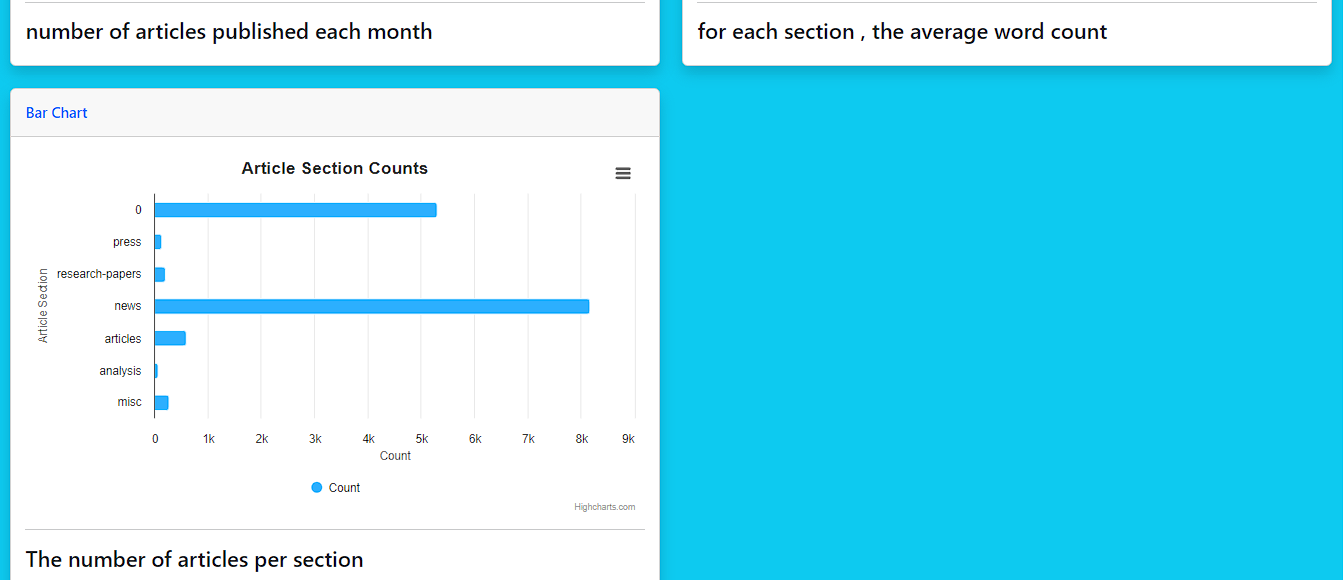 number of articles published each month
for each section , the average word count
Bar Chart
Article Section Counts
Article Section
0
press
research-papers
news
articles
analysis
misc
0 1k 2k 3k 4k 5k 6k 7k 8k 9k
Count
Count
Highcharts.com
The number of articles per section